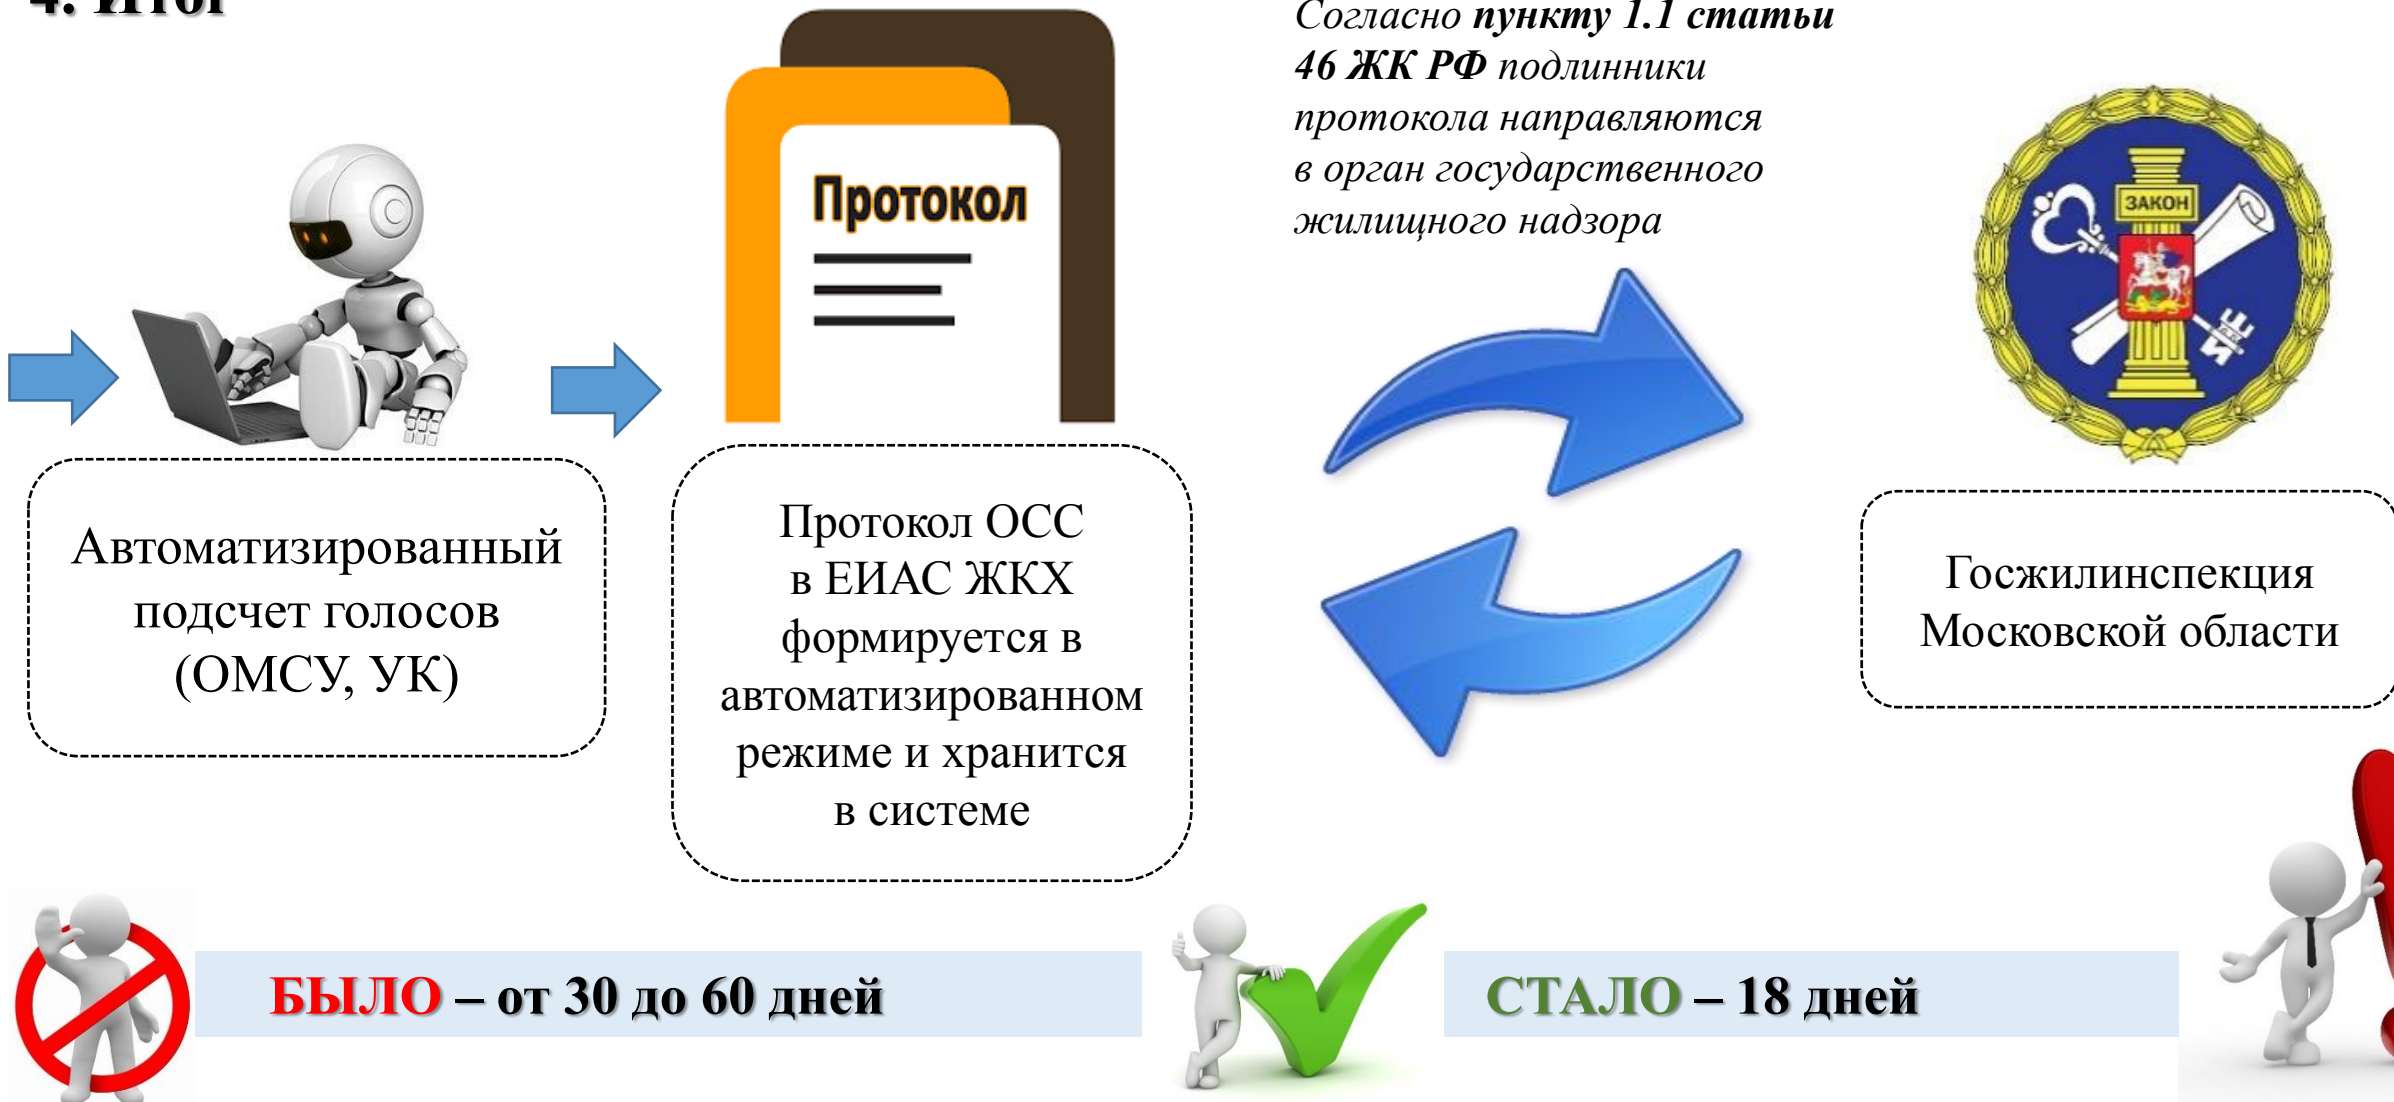 4. Итог
Согласно пункту 1.1 статьи
46 ЖК РФ подлинники
протокола направляются
в орган государственного
жилищного надзора
Протокол
ЗАКОН
Автоматизированный
подсчет голосов
(ОМСУ, УК)
Протокол ОСС
в ЕИАС ЖКХ
формируется в
автоматизированном
режиме и хранится
в системе
Госжилинспекция
Московской области
БЫЛО – от 30 до 60 дней
СТАЛО – 18 дней